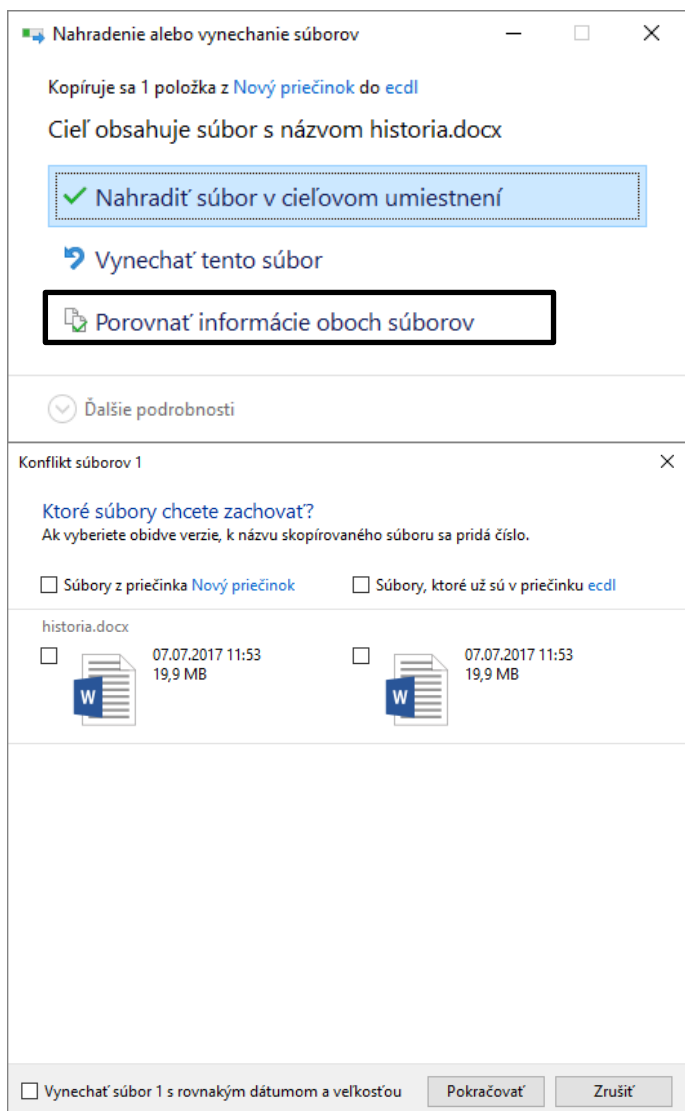 Nahradenie alebo vynechanie súborov
Kopíruje sa 1 položka z Nový priečinok do ecdl
Cieľ obsahuje súbor s názvom historia.docx
Nahradiť súbor v cieľovom umiestnení
Vynechať tento súbor
Porovnať informácie oboch súborov
Ďalšie podrobnosti
Konflikt súborov 1
Ktoré súbory chcete zachovať?
Ak vyberiete obidve verzie, k názvu skopírovaného súboru sa pridá číslo.
Súbory z priečinka Nový priečinok
Súbory, ktoré už sú v priečinku ecdl
historia.docx
W
07.07.2017 11:53
19,9 MB
W
07.07.2017 11:53
19,9 MB
Vynechať súbor 1 s rovnakým dátumom a veľkosťou
Pokračovať
Zrušiť